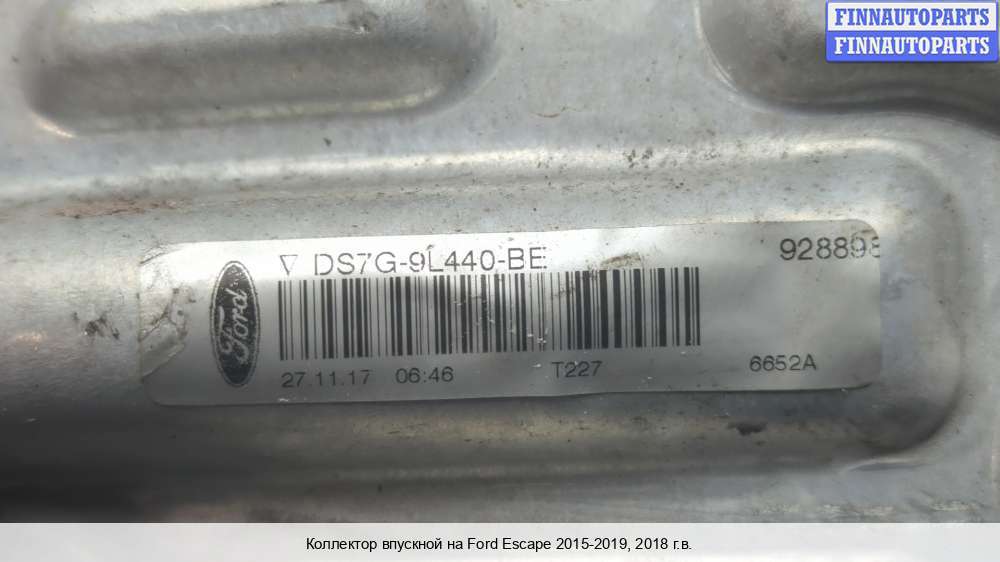 FINNAUTOPARTS
FINNAUTOPARTS
∇ DS7G-9L440-BE
928898
Ford
27.11.17 06:46 T227 6652A
Коллектор впускной на Ford Escape 2015-2019, 2018 г.в.